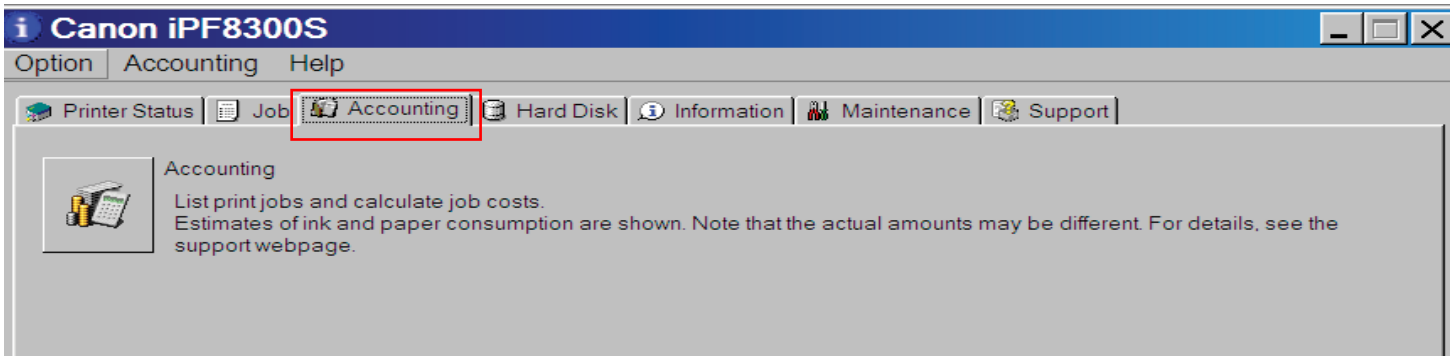 Canon iPF8300S
Option Accounting Help
Printer Status Job Accounting Hard Disk Information Maintenance Support
Accounting
List print jobs and calculate job costs.
Estimates of ink and paper consumption are shown. Note that the actual amounts may be different. For details, see the
support webpage.